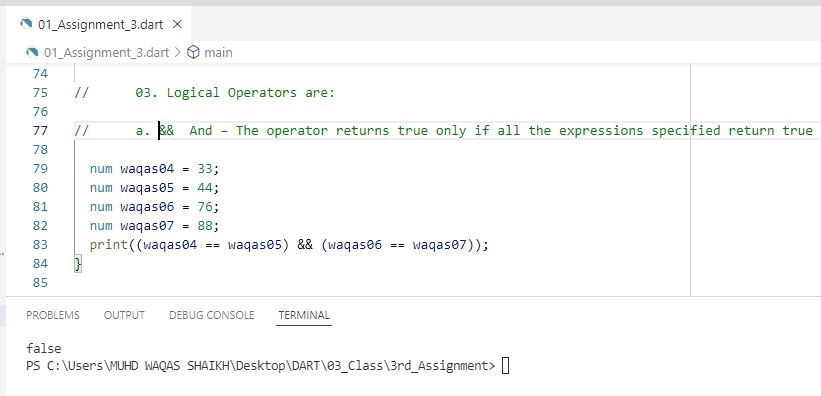 01_Assignment_3.dart ×
01_Assignment_3.dart > main
74
75 // 03. Logical Operators are:
76
77 // a. && And – The operator returns true only if all the expressions specified return true
78
79 num waqas04 = 33;
80 num waqas05 = 44;
81 num waqas06 = 76;
82 num waqas07 = 88;
83 print((waqas04 == waqas05) && (waqas06 == waqas07));
84 }
85
PROBLEMS OUTPUT DEBUG CONSOLE TERMINAL
false
PS C:\Users\MUHD WAQAS SHAIKH\Desktop\DART\03_Class\3rd_Assignment>